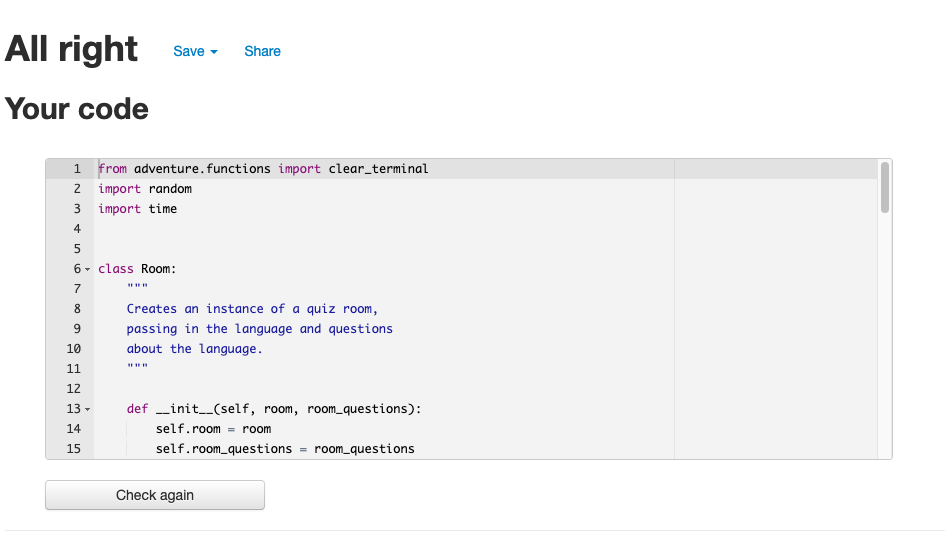 All right Save Share
Your code
1 from adventure.functions import clear_terminal
2 import random
3 import time
4
5
6 class Room:
7 """
8 Creates an instance of a quiz room,
9 passing in the language and questions
10 about the language.
11 """
12
13 def __init__(self, room, room_questions):
14 self.room = room
15 self.room_questions = room_questions
Check again